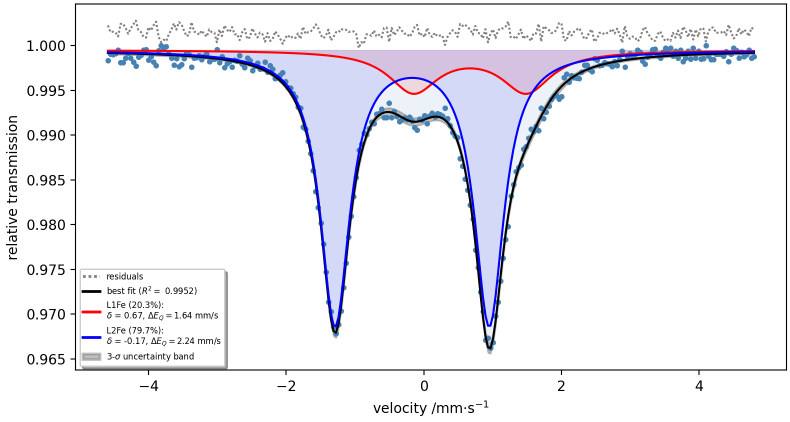 1.000
0.995
0.990
0.985
0.980
0.975
0.970
0.965
relative transmission
residuals
best fit (R² = 0.9952)
L1Fe (20.3%):
δ = 0.67, ΔE_Q = 1.64 mm/s
L2Fe (79.7%):
δ = -0.17, ΔE_Q = 2.24 mm/s
3-σ uncertainty band
−4 −2 0 2 4
velocity /mm·s⁻¹